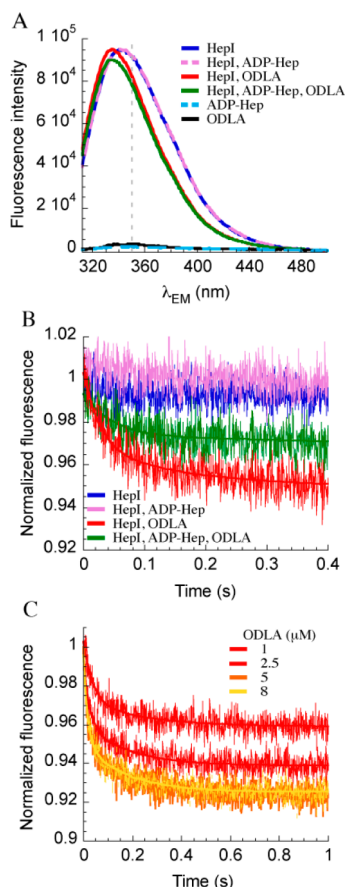 A
1 10⁵
8 10⁴
6 10⁴
4 10⁴
2 10⁴
0
Fluorescence intensity
HepI
HepI, ADP-Hep
HepI, ODLA
HepI, ADP-Hep, ODLA
ADP-Hep
ODLA
320 360 400 440 480
λEM (nm)
B
1.02
1
0.98
0.96
0.94
0.92
Normalized fluorescence
HepI
HepI, ADP-Hep
HepI, ODLA
HepI, ADP-Hep, ODLA
0 0.1 0.2 0.3 0.4
Time (s)
C
1
0.98
0.96
0.94
0.92
0.9
Normalized fluorescence
ODLA (μM)
1
2.5
5
8
0 0.2 0.4 0.6 0.8 1
Time (s)